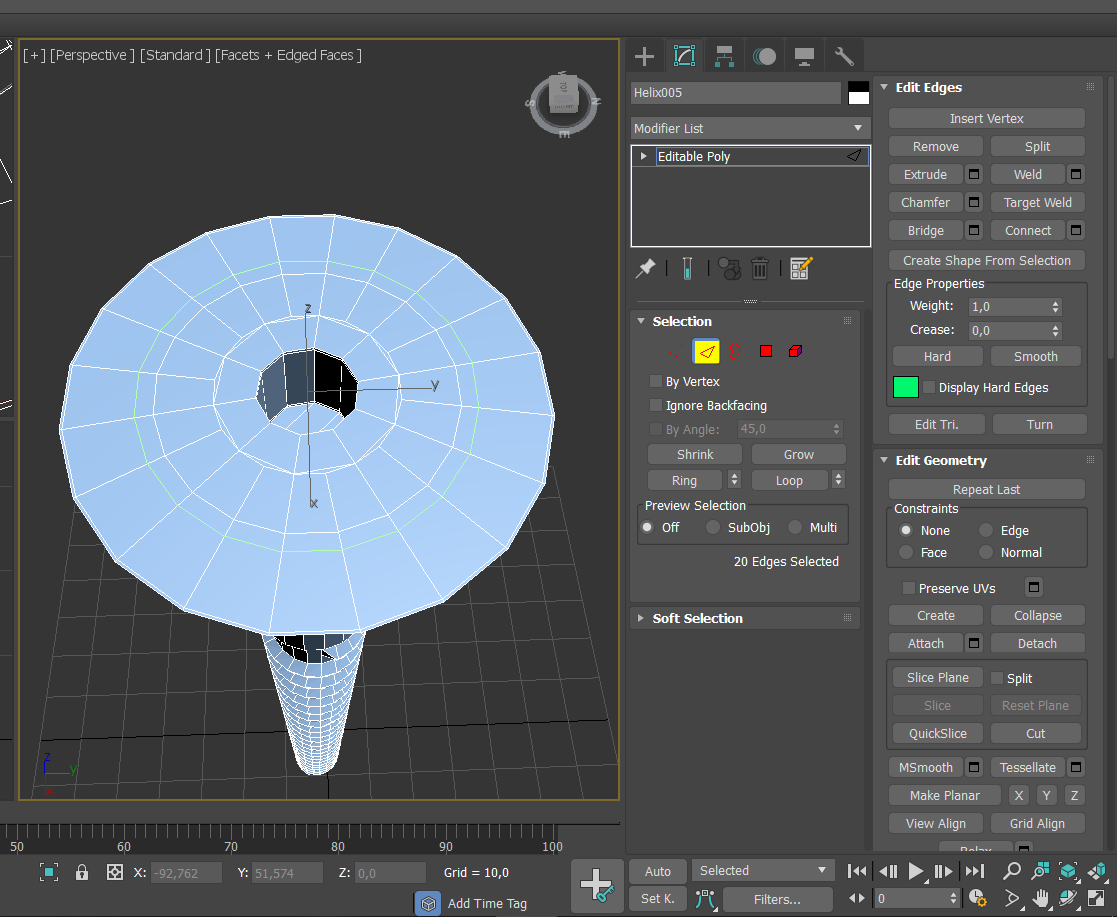 [+] [Perspective ] [Standard ] [Facets + Edged Faces ]
TOP
W
N
S
E
z
y
x
z
y
x
Helix005
Modifier List
Editable Poly
Selection
By Vertex
Ignore Backfacing
By Angle: 45,0
Shrink Grow
Ring Loop
Preview Selection
Off SubObj Multi
20 Edges Selected
Soft Selection
Edit Edges
Insert Vertex
Remove Split
Extrude Weld
Chamfer Target Weld
Bridge Connect
Create Shape From Selection
Edge Properties
Weight: 1,0
Crease: 0,0
Hard Smooth
Display Hard Edges
Edit Tri. Turn
Edit Geometry
Repeat Last
Constraints
None Edge
Face Normal
Preserve UVs
Create Collapse
Attach Detach
Slice Plane Split
Slice Reset Plane
QuickSlice Cut
MSmooth Tessellate
Make Planar X Y Z
View Align Grid Align
Relax
50 60 70 80 90 100
X: -92,762 Y: 51,574 Z: 0,0 Grid = 10,0
Add Time Tag
Auto Selected
Set K. Filters...
0